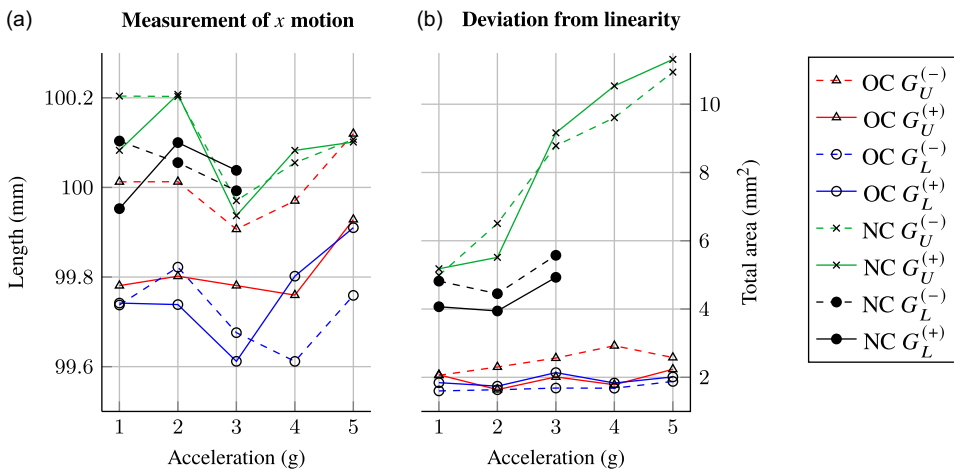 (a) Measurement of x motion
Length (mm)
100.2
100
99.8
99.6
1 2 3 4 5
Acceleration (g)
(b) Deviation from linearity
Total area (mm²)
10
8
6
4
2
1 2 3 4 5
Acceleration (g)
OC G_U^(−)
OC G_U^(+)
OC G_L^(−)
OC G_L^(+)
NC G_U^(−)
NC G_U^(+)
NC G_L^(−)
NC G_L^(+)